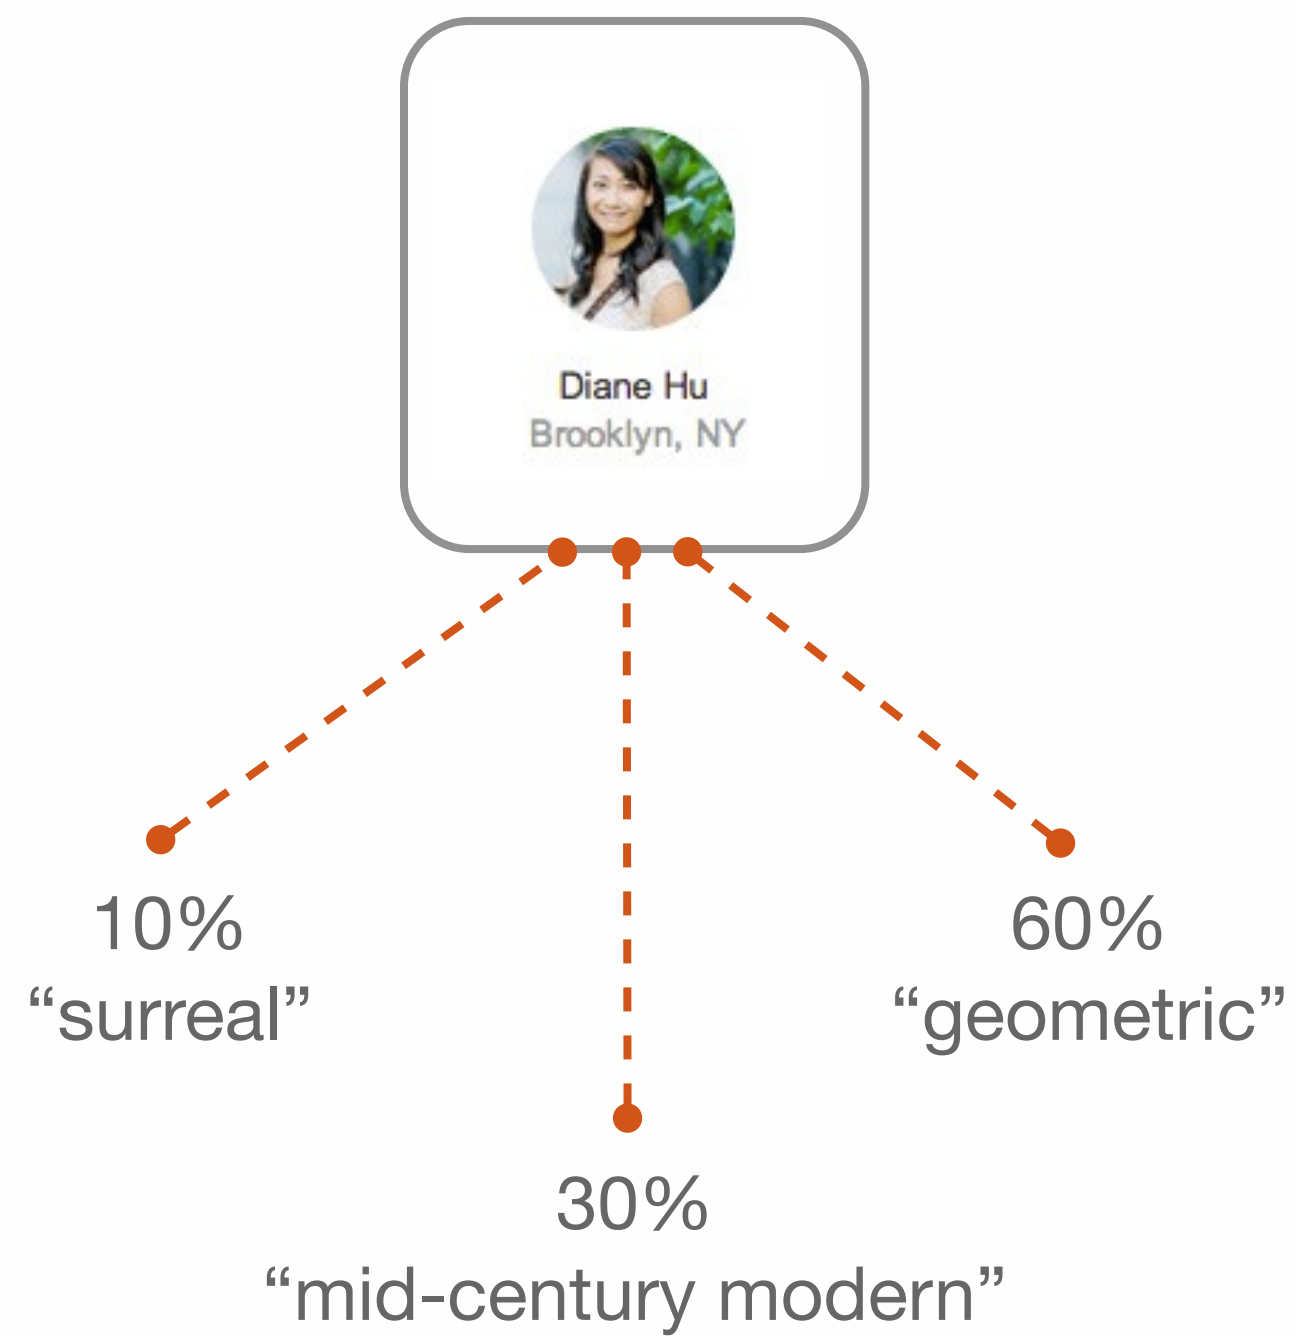 Diane Hu
Brooklyn, NY
10%
“surreal”
60%
“geometric”
30%
“mid-century modern”